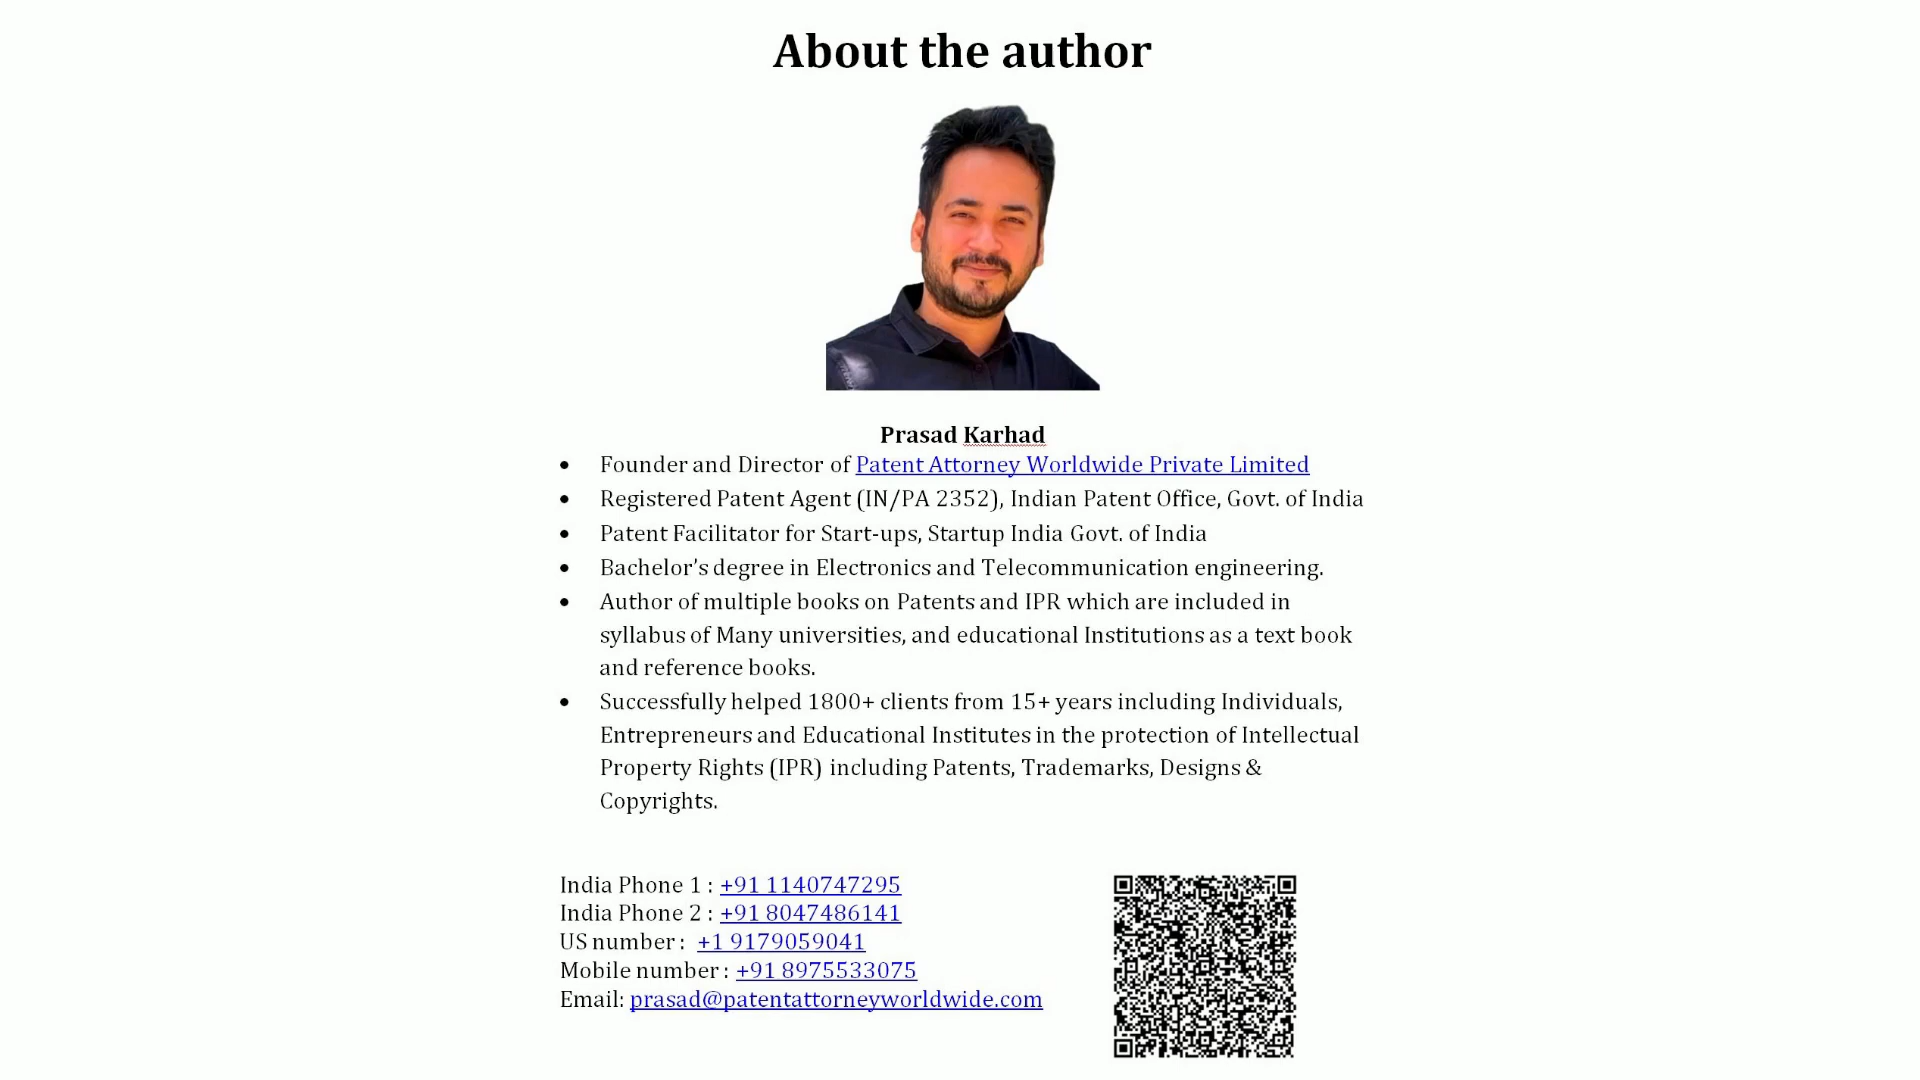 About the author
Prasad Karhad
• Founder and Director of Patent Attorney Worldwide Private Limited
• Registered Patent Agent (IN/PA 2352), Indian Patent Office, Govt. of India
• Patent Facilitator for Start-ups, Startup India Govt. of India
• Bachelor's degree in Electronics and Telecommunication engineering.
• Author of multiple books on Patents and IPR which are included in
syllabus of Many universities, and educational Institutions as a text book
and reference books.
• Successfully helped 1800+ clients from 15+ years including Individuals,
Entrepreneurs and Educational Institutes in the protection of Intellectual
Property Rights (IPR) including Patents, Trademarks, Designs &
Copyrights.
India Phone 1 : +91 1140747295
India Phone 2 : +91 8047486141
US number : +1 9179059041
Mobile number : +91 8975533075
Email: prasad@patentattorneyworldwide.com